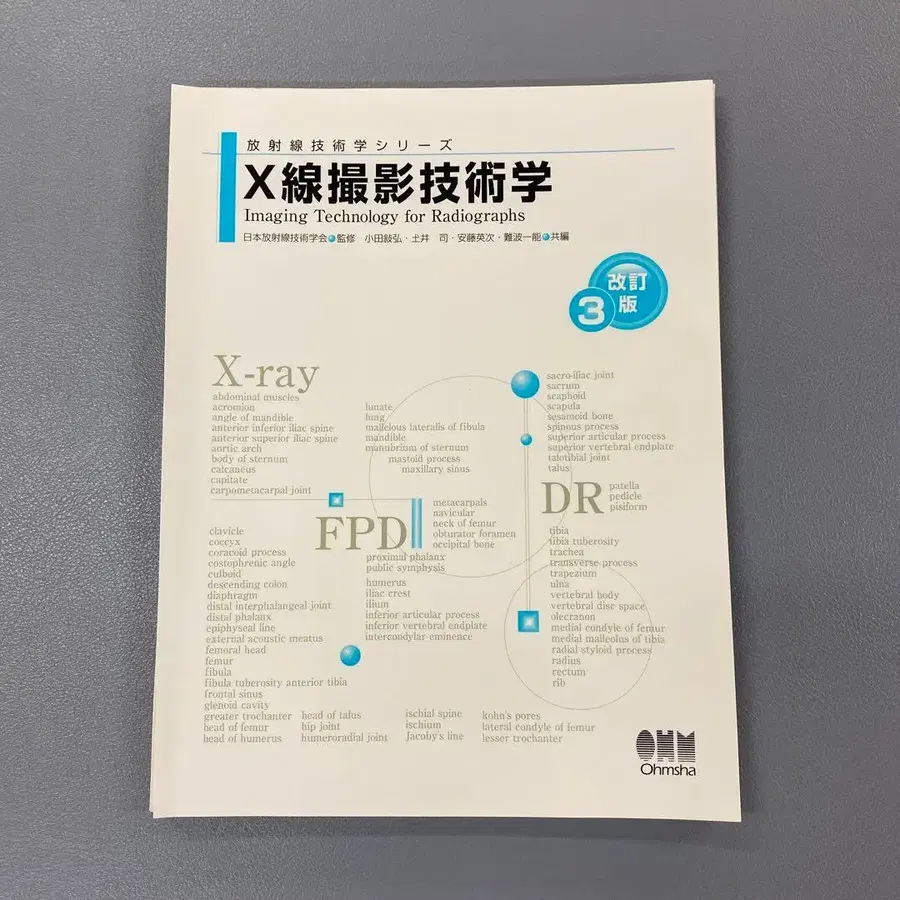 放射線技術学シリーズ
X線撮影技術学
Imaging Technology for Radiographs
日本放射線技術学会●監修 小田敍弘・土井 司・安藤英次・難波一能●共編
改訂
3版
X-ray
abdominal muscles
acromion
angle of mandible
anterior inferior iliac spine
anterior superior iliac spine
aortic arch
body of sternum
calcaneus
capitate
carpometacarpal joint
lunate
lung
malleolus lateralis of fibula
mandible
manubrium of sternum
mastoid process
maxillary sinus
sacro-iliac joint
sacrum
scaphoid
scapula
sesamoid bone
spinous process
superior articular process
superior vertebral endplate
talotibial joint
talus
DR
patella
pedicle
pisiform
FPD
metacarpals
navicular
neck of femur
obturator foramen
occipital bone
proximal phalanx
public symphysis
clavicle
coccyx
coracoid process
costophrenic angle
cuboid
descending colon
diaphragm
distal interphalangeal joint
distal phalanx
epiphyseal line
external acoustic meatus
femoral head
femur
fibula
fibula tuberosity anterior tibia
frontal sinus
glenoid cavity
greater trochanter
head of femur
head of humerus
humerus
iliac crest
ilium
inferior articular process
inferior vertebral endplate
intercondylar eminence
tibia
tibia tuberosity
trachea
transverse process
trapezium
ulna
vertebral body
vertebral disc space
olecranon
medial condyle of femur
medial malleolus of tibia
radial styloid process
radius
rectum
rib
head of talus
hip joint
humeroradial joint
ischial spine
ischium
Jacoby's line
kohn's pores
lateral condyle of femur
lesser trochanter
OHM
Ohmsha